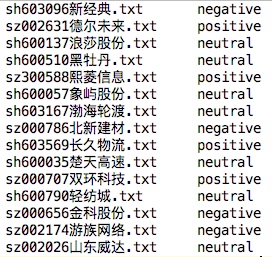 sh603096新经典.txt negative
sz002631德尔未来.txt positive
sh600137浪莎股份.txt neutral
sh600510黑牡丹.txt neutral
sz300588熙菱信息.txt positive
sh600057象屿股份.txt neutral
sh603167渤海轮渡.txt neutral
sz000786北新建材.txt negative
sh603569长久物流.txt positive
sh600035楚天高速.txt neutral
sz000707双环科技.txt positive
sh600790轻纺城.txt neutral
sz000656金科股份.txt negative
sz002174游族网络.txt negative
sz002026山东威达.txt neutral